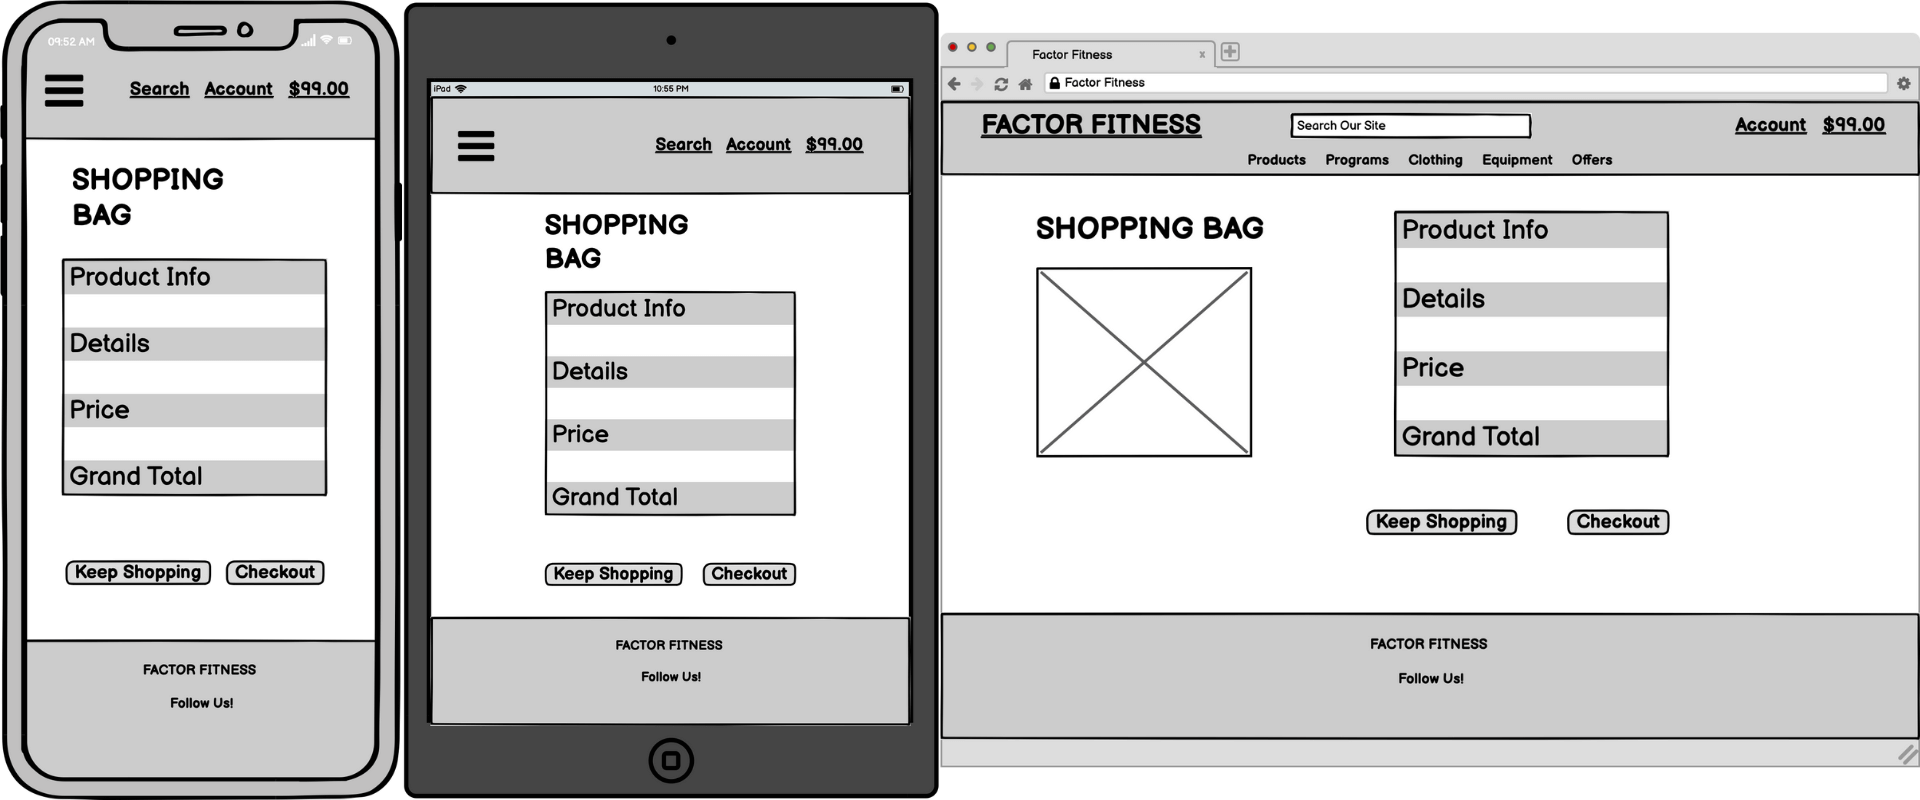 09:52 AM
Search Account $99.00
SHOPPING
BAG
Product Info
Details
Price
Grand Total
Keep Shopping Checkout
FACTOR FITNESS
Follow Us!
iPad 10:55 PM
Search Account $99.00
SHOPPING
BAG
Product Info
Details
Price
Grand Total
Keep Shopping Checkout
FACTOR FITNESS
Follow Us!
Factor Fitness x
Factor Fitness
FACTOR FITNESS Search Our Site Account $99.00
Products Programs Clothing Equipment Offers
SHOPPING BAG
Product Info
Details
Price
Grand Total
Keep Shopping Checkout
FACTOR FITNESS
Follow Us!